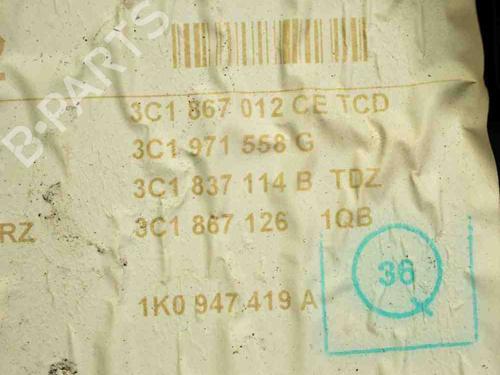 B-PARTS
3C1 867 012 CE TCD
3C1 971 558 G
3C1 837 114 B TDZ
RZ 3C1 867 126 1QB
36
1K0 947 419 A